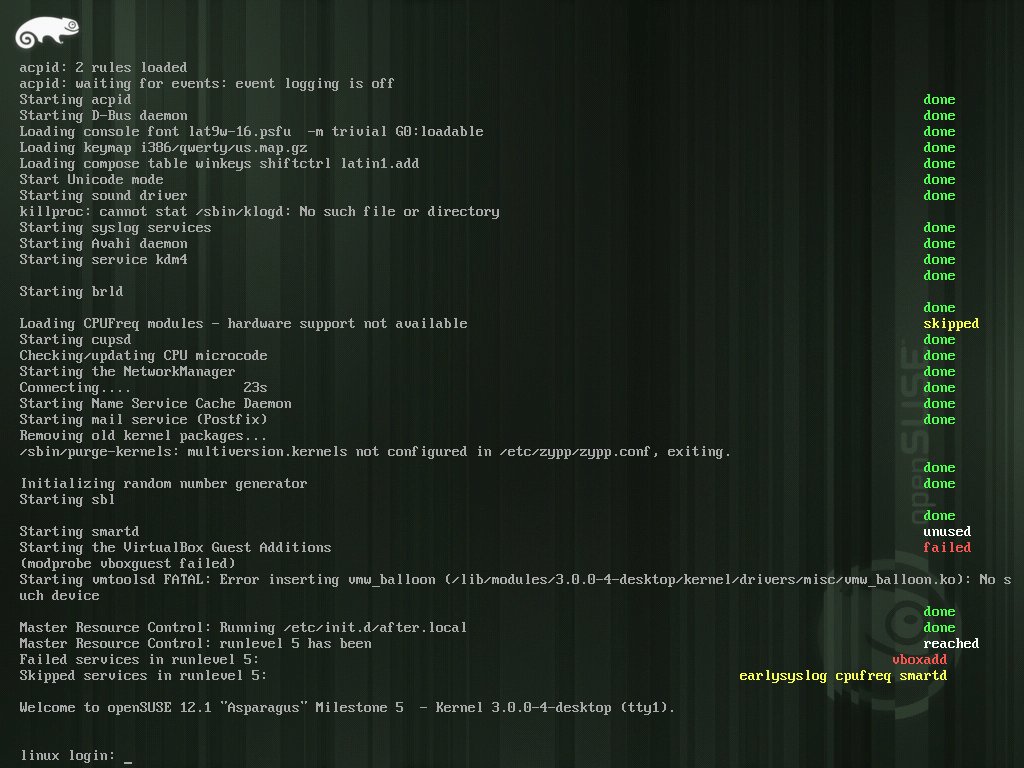 acpid: 2 rules loaded
acpid: waiting for events: event logging is off
Starting acpid done
Starting D-Bus daemon done
Loading console font lat9w-16.psfu -m trivial G0:loadable done
Loading keymap i386/qwerty/us.map.gz done
Loading compose table winkeys shiftctrl latin1.add done
Start Unicode mode done
Starting sound driver done
killproc: cannot stat /sbin/klogd: No such file or directory
Starting syslog services done
Starting Avahi daemon done
Starting service kdm4 done
done
Starting brld
done
Loading CPUFreq modules - hardware support not available skipped
Starting cupsd done
Checking/updating CPU microcode done
Starting the NetworkManager done
Connecting.... 23s done
Starting Name Service Cache Daemon done
Starting mail service (Postfix) done
Removing old kernel packages...
/sbin/purge-kernels: multiversion.kernels not configured in /etc/zypp/zypp.conf, exiting.
done
Initializing random number generator done
Starting sbl
done
Starting smartd unused
Starting the VirtualBox Guest Additions failed
(modprobe vboxguest failed)
Starting vmtoolsd FATAL: Error inserting vmw_balloon (/lib/modules/3.0.0-4-desktop/kernel/drivers/misc/vmw_balloon.ko): No s
uch device
done
Master Resource Control: Running /etc/init.d/after.local done
Master Resource Control: runlevel 5 has been reached
Failed services in runlevel 5: vboxadd
Skipped services in runlevel 5: earlysyslog cpufreq smartd
Welcome to openSUSE 12.1 "Asparagus" Milestone 5 - Kernel 3.0.0-4-desktop (tty1).
linux login: _
openSUSE